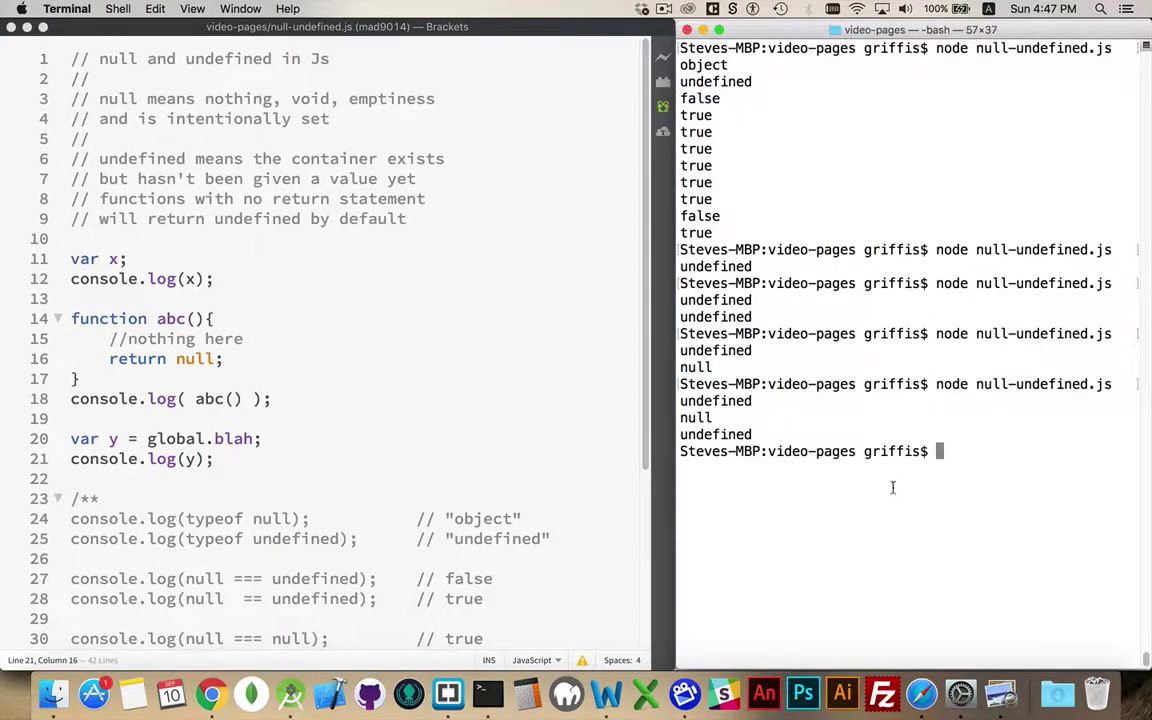 Terminal Shell Edit View Window Help
100% A Sun 4:47 PM
video-pages/null-undefined.js (mad9014) — Brackets
1 // null and undefined in Js
2 //
3 // null means nothing, void, emptiness
4 // and is intentionally set
5 //
6 // undefined means the container exists
7 // but hasn't been given a value yet
8 // functions with no return statement
9 // will return undefined by default
10
11 var x;
12 console.log(x);
13
14 function abc(){
15 //nothing here
16 return null;
17 }
18 console.log( abc() );
19
20 var y = global.blah;
21 console.log(y);
22
23 /**
24 console.log(typeof null); // "object"
25 console.log(typeof undefined); // "undefined"
26
27 console.log(null === undefined); // false
28 console.log(null == undefined); // true
29
30 console.log(null === null); // true
Line 21, Column 16 — 42 Lines
INS JavaScript Spaces: 4
video-pages — -bash — 57×37
Steves-MBP:video-pages griffis$ node null-undefined.js
object
undefined
false
true
true
true
true
true
true
false
true
Steves-MBP:video-pages griffis$ node null-undefined.js
undefined
Steves-MBP:video-pages griffis$ node null-undefined.js
undefined
undefined
Steves-MBP:video-pages griffis$ node null-undefined.js
undefined
null
Steves-MBP:video-pages griffis$ node null-undefined.js
undefined
null
undefined
Steves-MBP:video-pages griffis$
1 SEP 10 W X S An Ps Ai Fz